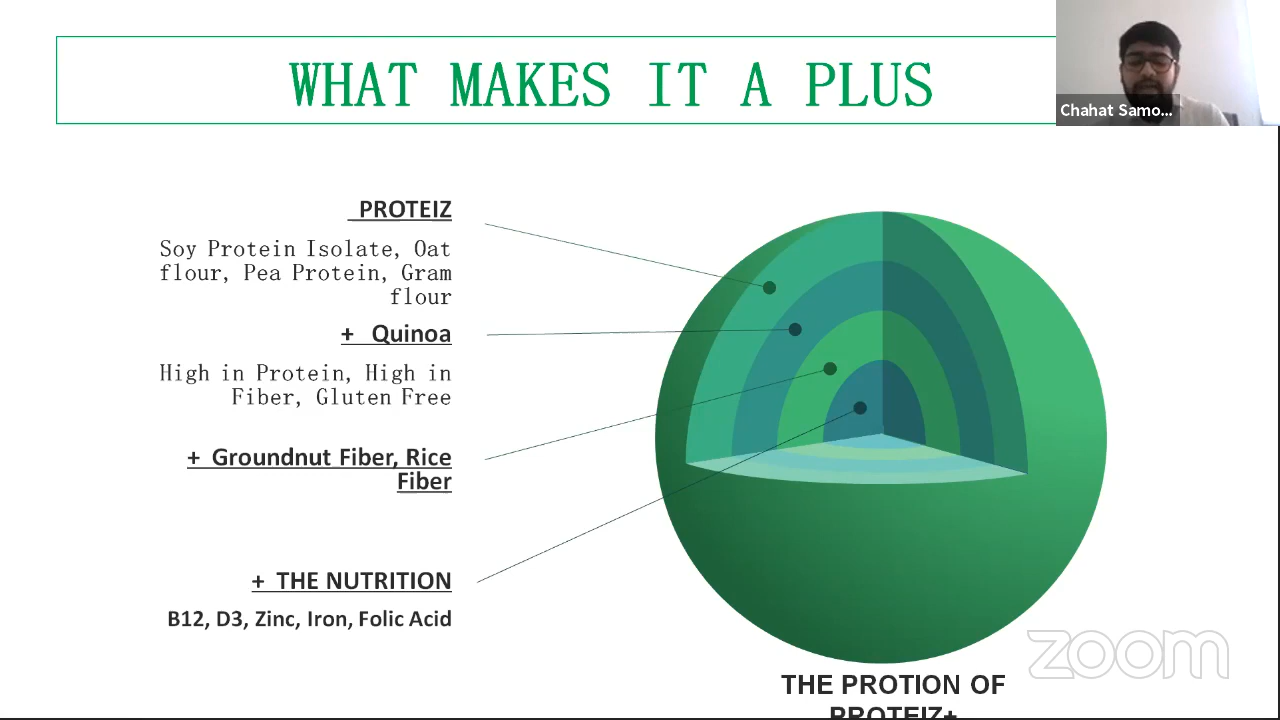 WHAT MAKES IT A PLUS
Chahat Samo...
PROTEIZ
Soy Protein Isolate, Oat
flour, Pea Protein, Gram
flour
+ Quinoa
High in Protein, High in
Fiber, Gluten Free
+ Groundnut Fiber, Rice
Fiber
+ THE NUTRITION
B12, D3, Zinc, Iron, Folic Acid
zoom
THE PROTION OF
PROTEIZ+